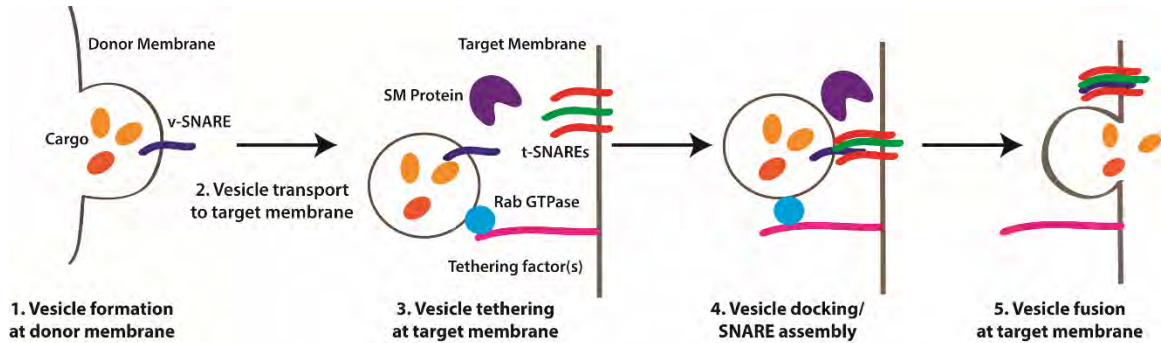 Donor Membrane
Cargo
v-SNARE
2. Vesicle transport
to target membrane
Target Membrane
SM Protein
t-SNAREs
Rab GTPase
Tethering factor(s)
1. Vesicle formation
at donor membrane
3. Vesicle tethering
at target membrane
4. Vesicle docking/
SNARE assembly
5. Vesicle fusion
at target membrane